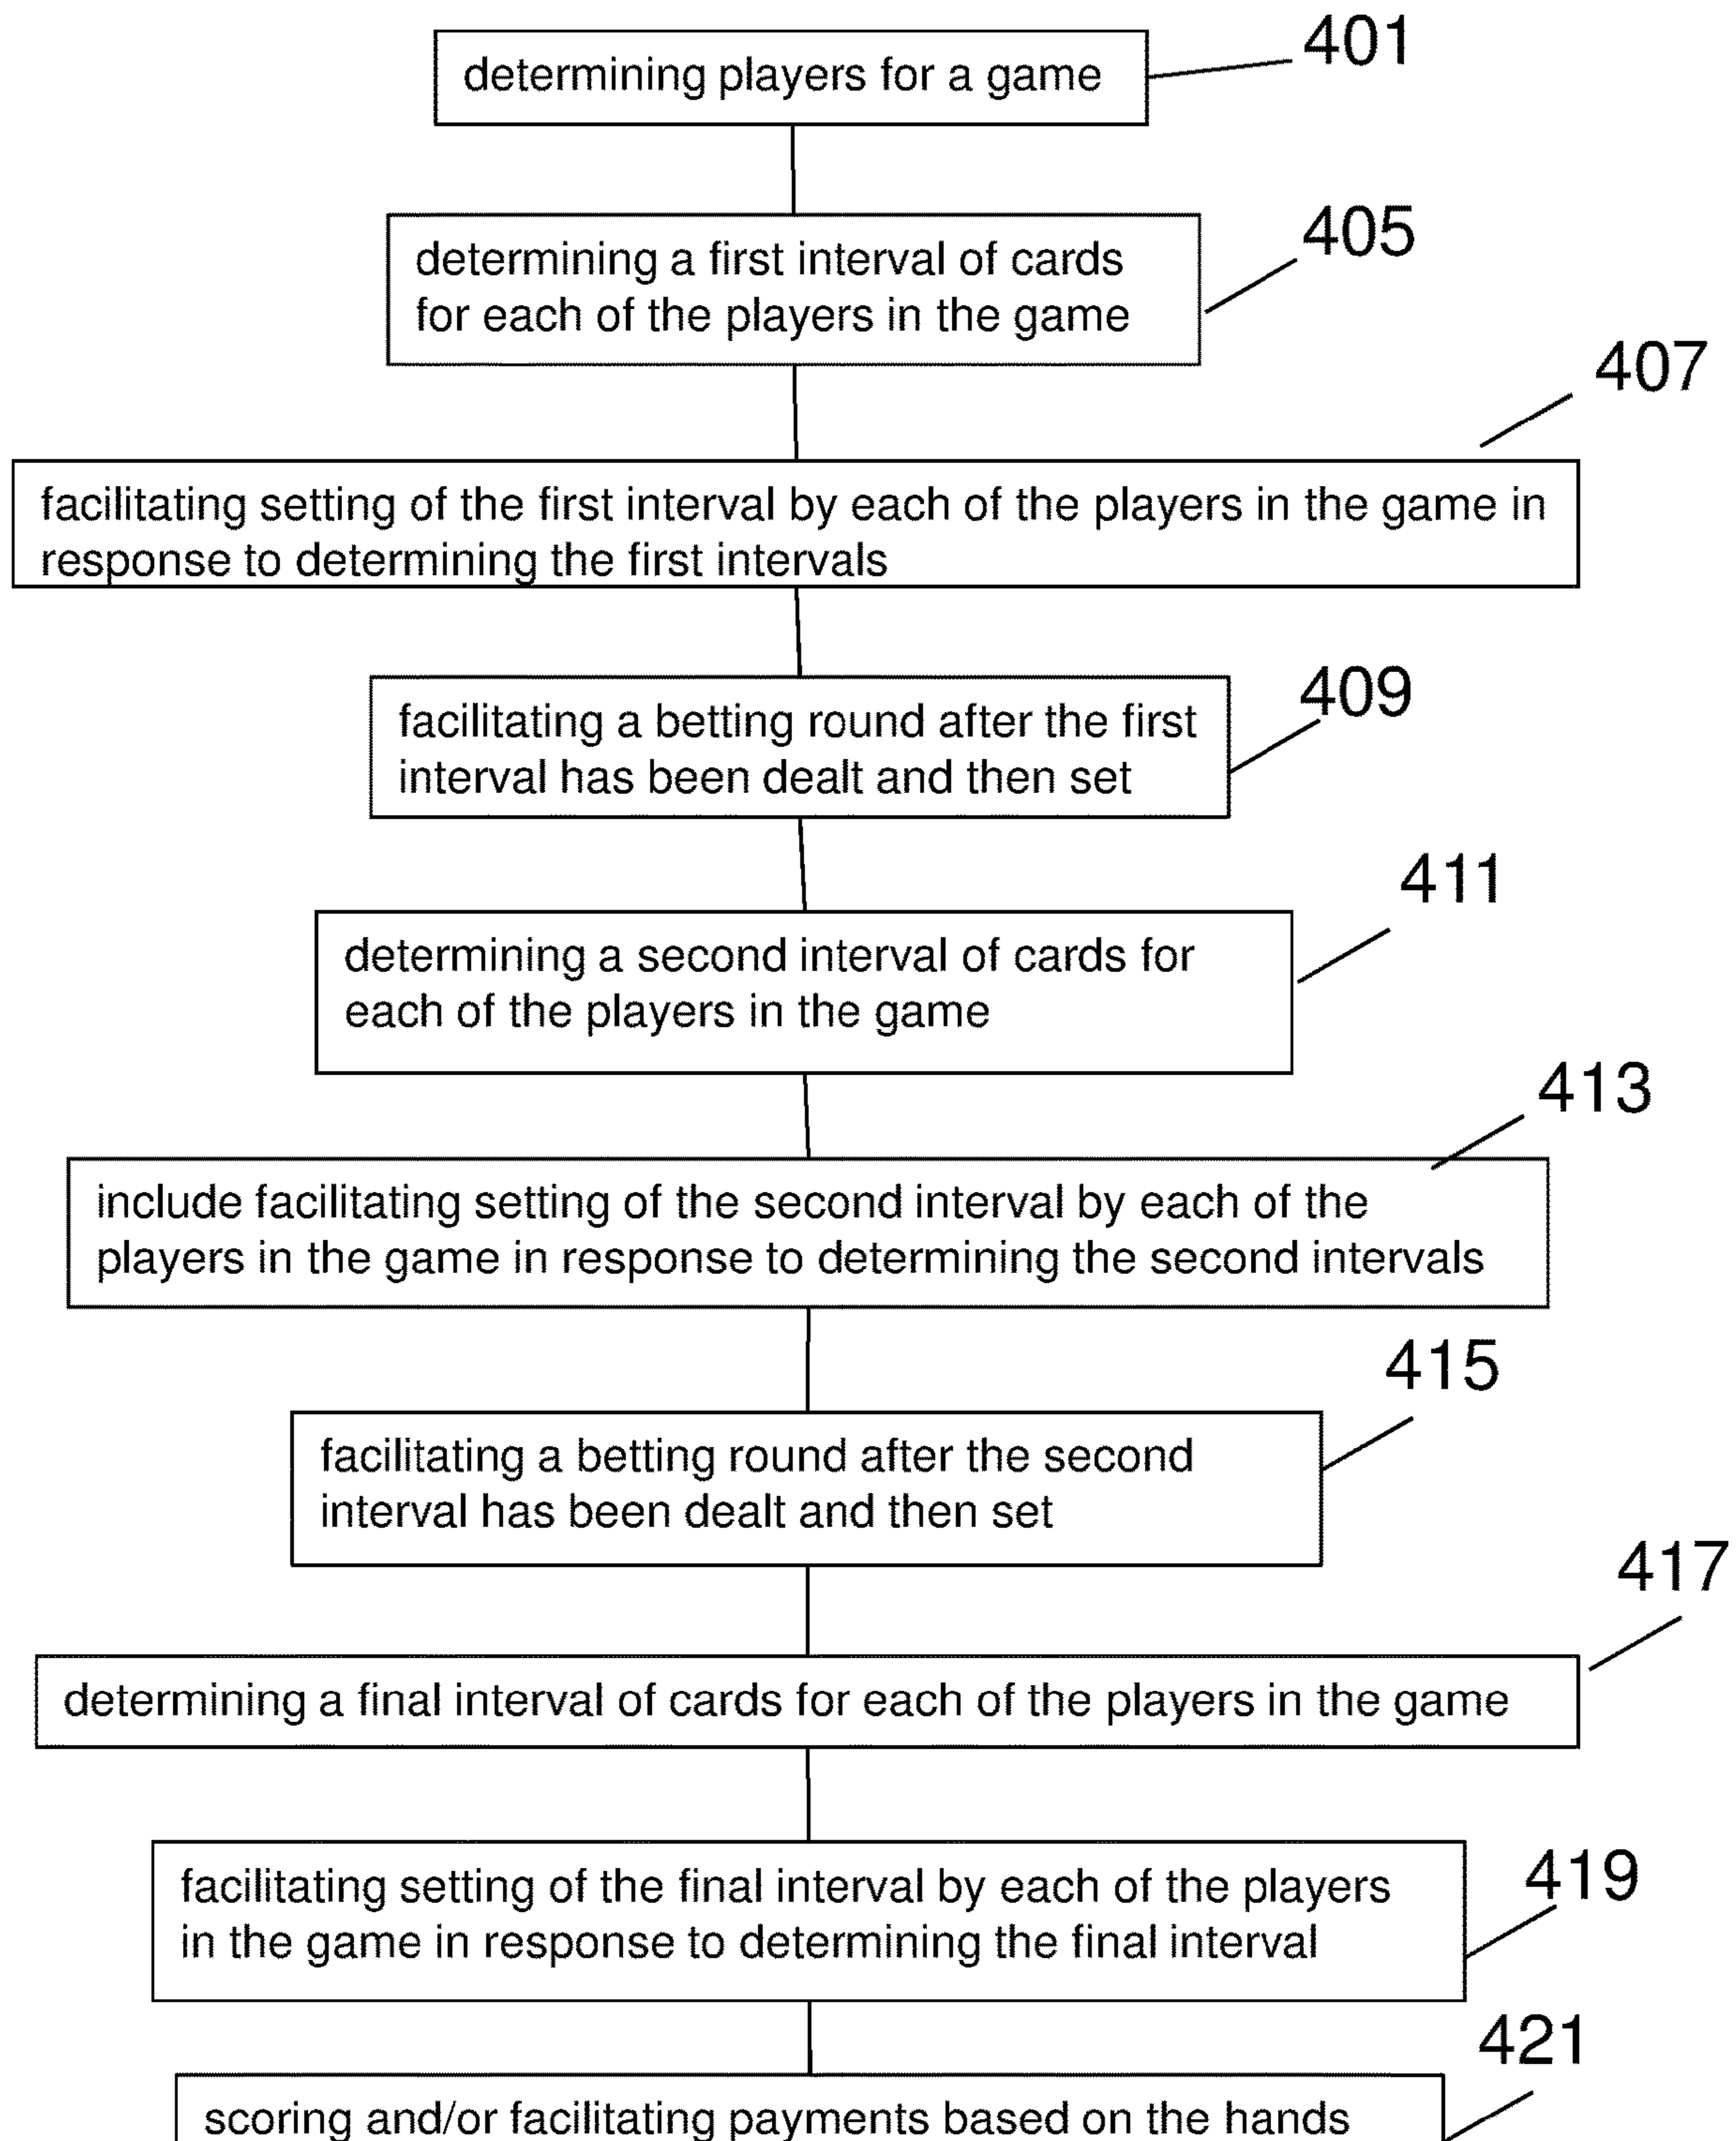 401
determining players for a game
405
determining a first interval of cards
for each of the players in the game
407
facilitating setting of the first interval by each of the players in the game in
response to determining the first intervals
409
facilitating a betting round after the first
interval has been dealt and then set
411
determining a second interval of cards for
each of the players in the game
413
include facilitating setting of the second interval by each of the
players in the game in response to determining the second intervals
415
facilitating a betting round after the second
interval has been dealt and then set
417
determining a final interval of cards for each of the players in the game
419
facilitating setting of the final interval by each of the players
in the game in response to determining the final interval
421
scoring and/or facilitating payments based on the hands